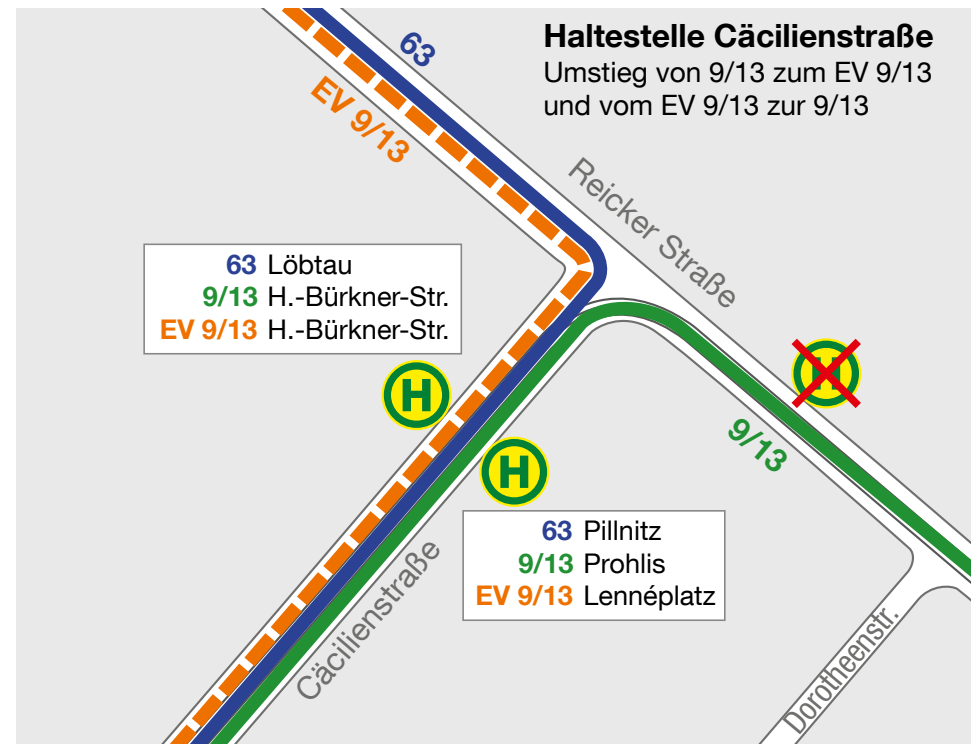 Haltestelle Cäcilienstraße
Umstieg von 9/13 zum EV 9/13
und vom EV 9/13 zur 9/13
63
EV 9/13
Reicker Straße
63 Löbtau
9/13 H.-Bürkner-Str.
EV 9/13 H.-Bürkner-Str.
H
H
9/13
H
63 Pillnitz
9/13 Prohlis
EV 9/13 Lennéplatz
Cäcilienstraße
Dorotheenstr.